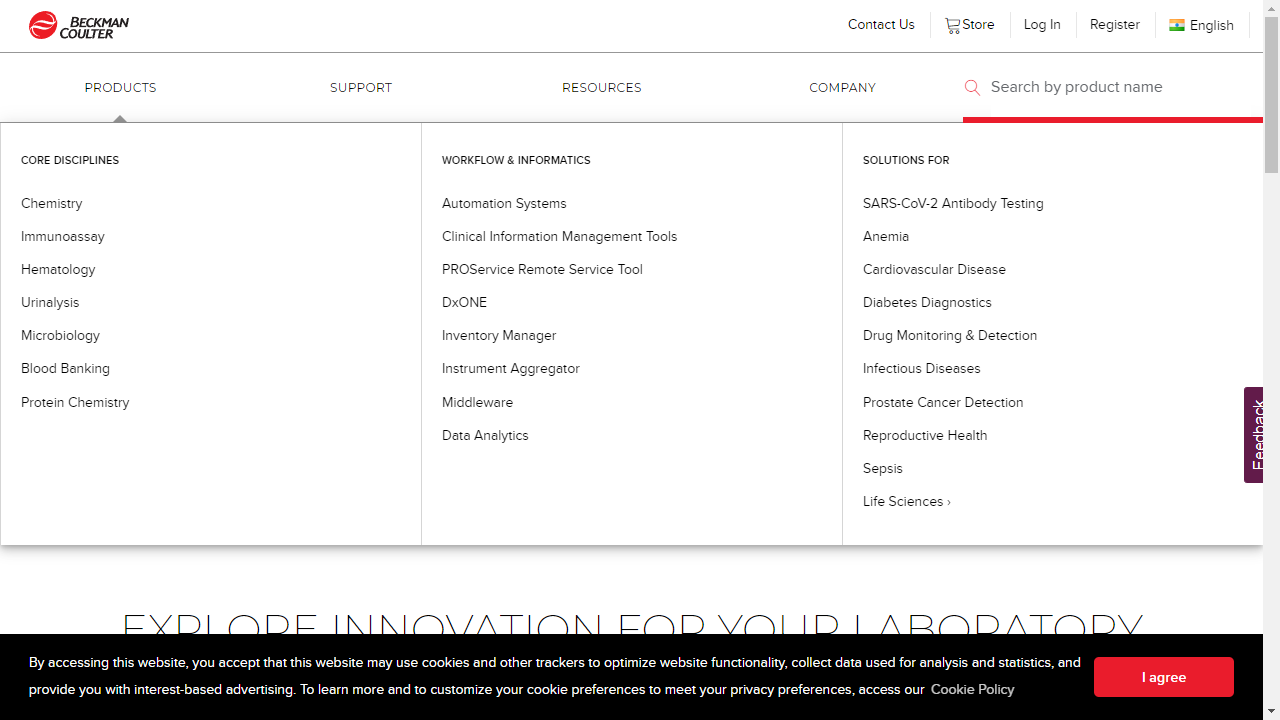 BECKMAN
COULTER
Contact Us
Store
Log In
Register
English
PRODUCTS
SUPPORT
RESOURCES
COMPANY
Search by product name
CORE DISCIPLINES
Chemistry
Immunoassay
Hematology
Urinalysis
Microbiology
Blood Banking
Protein Chemistry
WORKFLOW & INFORMATICS
Automation Systems
Clinical Information Management Tools
PROService Remote Service Tool
DxONE
Inventory Manager
Instrument Aggregator
Middleware
Data Analytics
SOLUTIONS FOR
SARS-CoV-2 Antibody Testing
Anemia
Cardiovascular Disease
Diabetes Diagnostics
Drug Monitoring & Detection
Infectious Diseases
Prostate Cancer Detection
Reproductive Health
Sepsis
Life Sciences ›
Feedback
EXPLORE INNOVATION FOR YOUR LABORATORY
By accessing this website, you accept that this website may use cookies and other trackers to optimize website functionality, collect data used for analysis and statistics, and
provide you with interest-based advertising. To learn more and to customize your cookie preferences to meet your privacy preferences, access our Cookie Policy
I agree